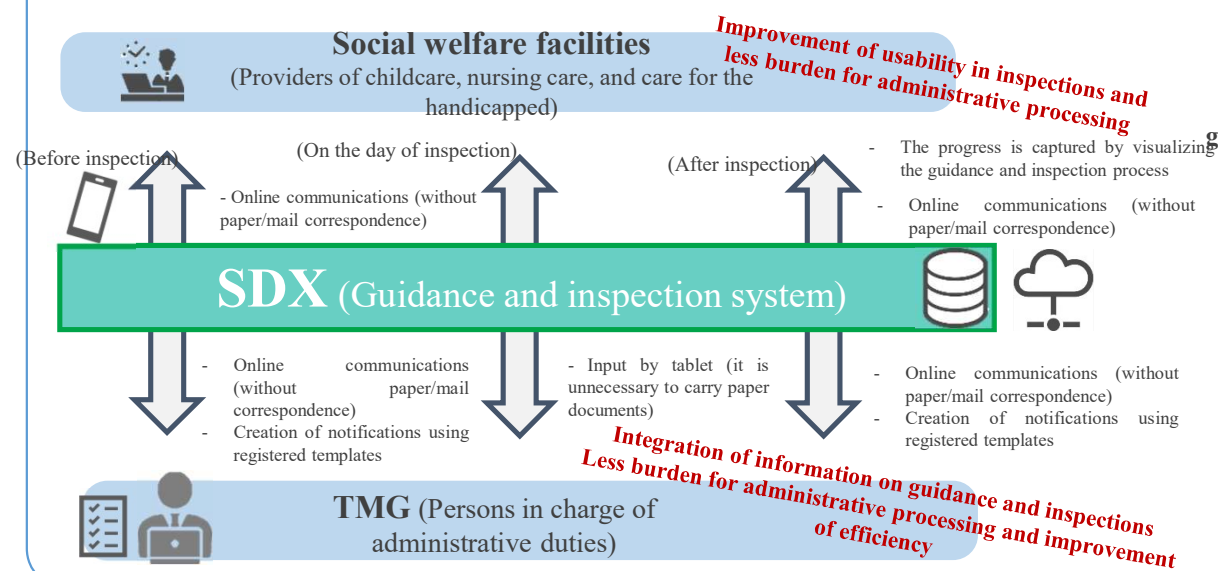 Social welfare facilities
(Providers of childcare, nursing care, and care for the
handicapped)
Improvement of usability in inspections and
less burden for administrative processing
g
(Before inspection)
(On the day of inspection)
(After inspection)
- Online communications (without
paper/mail correspondence)
- The progress is captured by visualizing
the guidance and inspection process
- Online communications (without
paper/mail correspondence)
SDX (Guidance and inspection system)
- Online communications
(without paper/mail
correspondence)
- Creation of notifications using
registered templates
- Input by tablet (it is
unnecessary to carry paper
documents)
- Online communications (without
paper/mail correspondence)
- Creation of notifications using
registered templates
Integration of information on guidance and inspections
Less burden for administrative processing and improvement
of efficiency
TMG (Persons in charge of
administrative duties)